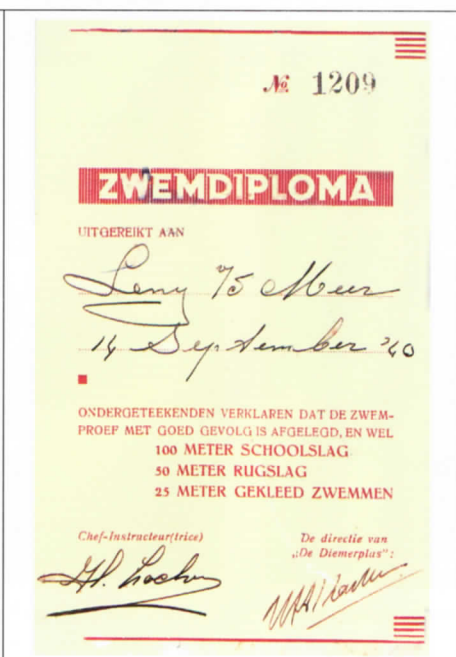 № 1209
ZWEMDIPLOMA
UITGEREIKT AAN
Leny
14 September '40
ONDERGETEEKENDEN VERKLAREN DAT DE ZWEM-
PROEF MET GOED GEVOLG IS AFGELEGD, EN WEL
100 METER SCHOOLSLAG
50 METER RUGSLAG
25 METER GEKLEED ZWEMMEN
Chef-Instructeur(trice)
De directie van
„De Diemerplas":